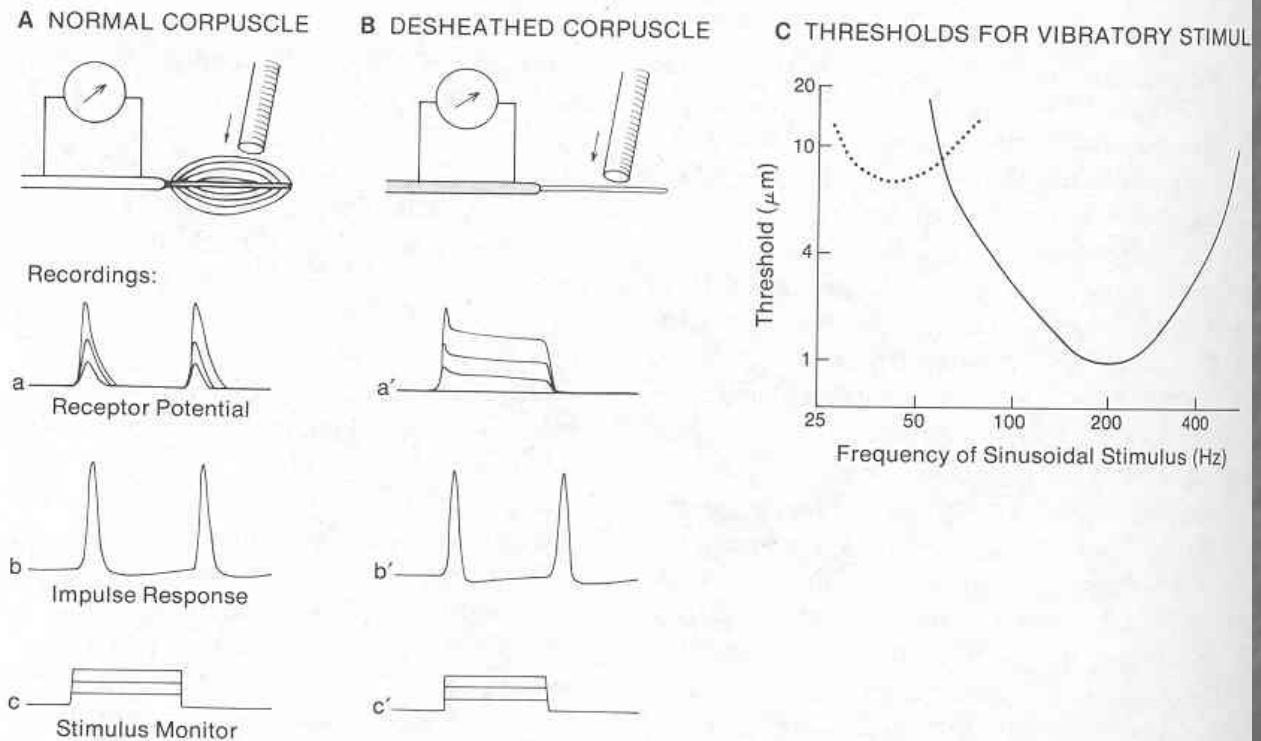 A NORMAL CORPUSCLE
B DESHEATHED CORPUSCLE
C THRESHOLDS FOR VIBRATORY STIMUL
Recordings:
a
Receptor Potential
b
Impulse Response
c
Stimulus Monitor
a'
b'
c'
Threshold (μm)
20
10
4
1
25
50
100
200
400
Frequency of Sinusoidal Stimulus (Hz)